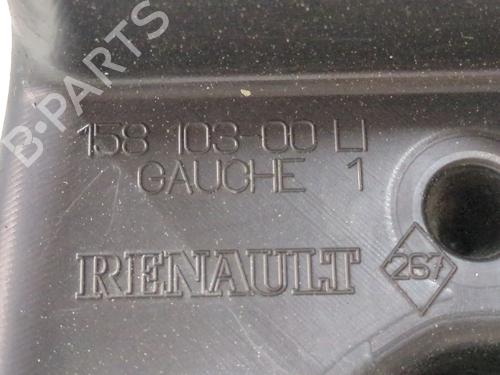 B-PARTS
158 103-00 LI
GAUCHE 1
RENAULT
267